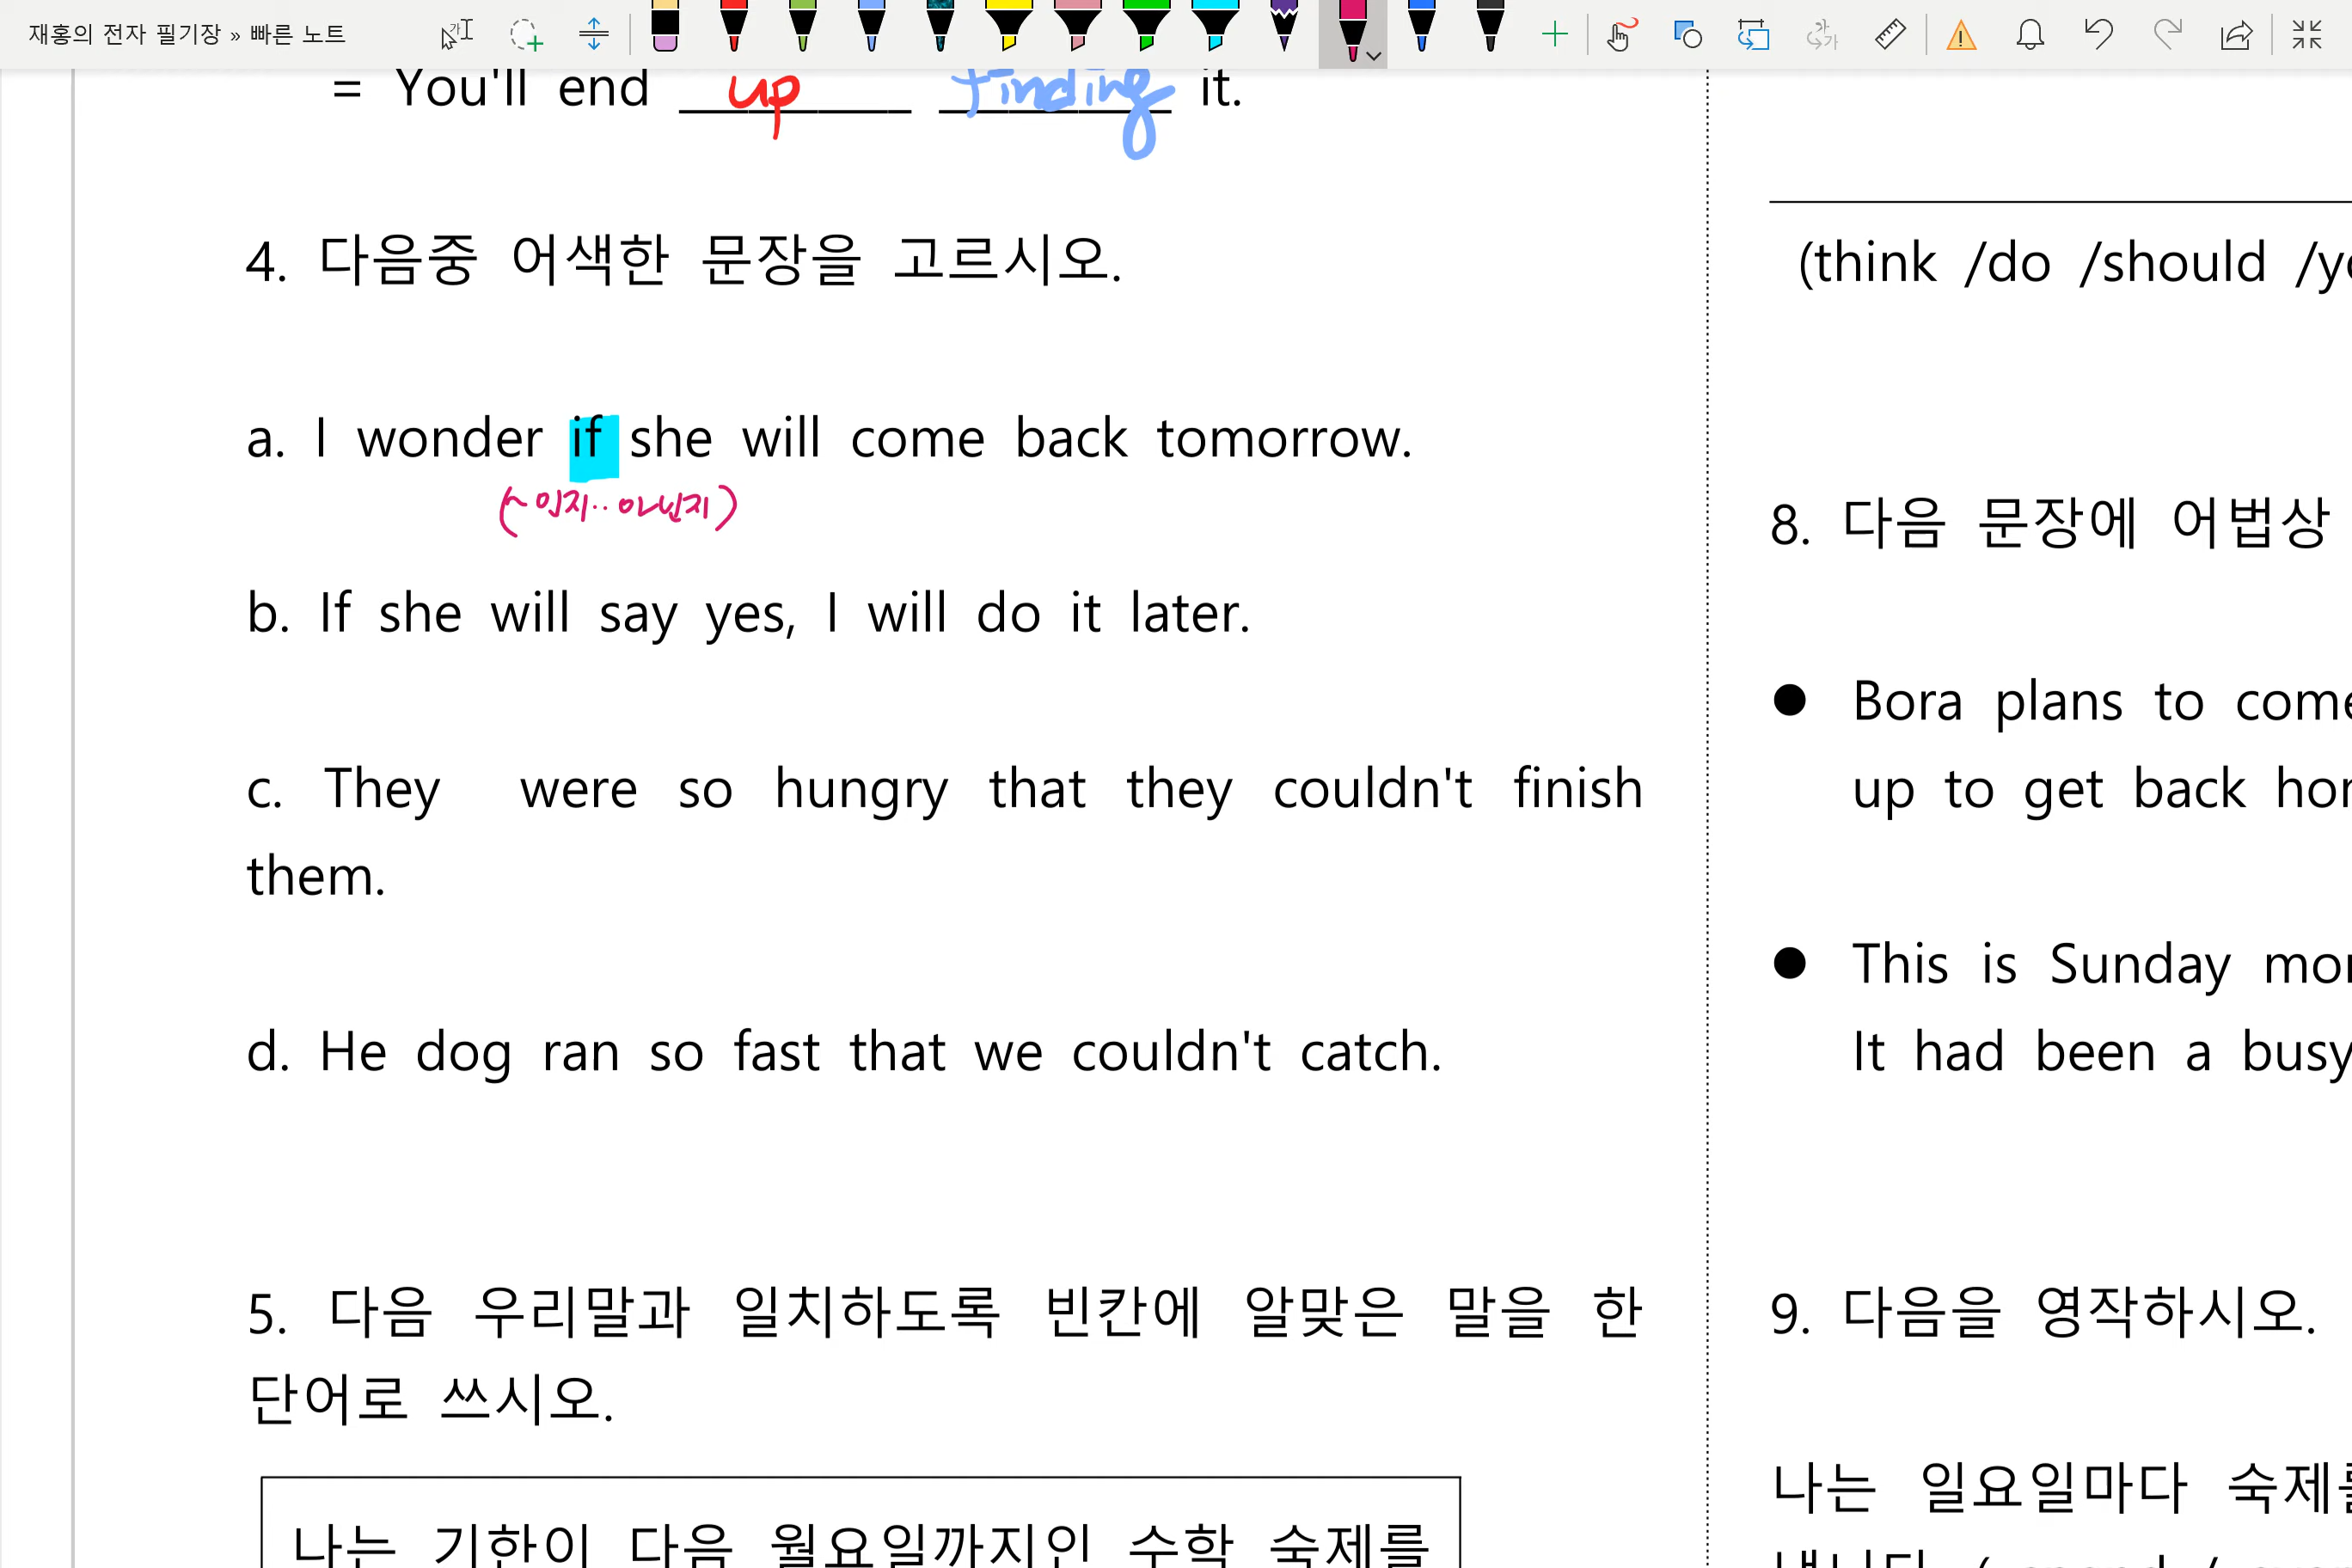 재홍의 전자 필기장 » 빠른 노트
= You'll end up finding it.
4. 다음중 어색한 문장을 고르시오.
a. I wonder if she will come back tomorrow.
(~인지.. 아닌지)
b. If she will say yes, I will do it later.
c. They were so hungry that they couldn't finish
them.
d. He dog ran so fast that we couldn't catch.
5. 다음 우리말과 일치하도록 빈칸에 알맞은 말을 한
단어로 쓰시오.
나는 기한이 다음 월요일까지인 수학 숙제를
(think /do /should /yo
8. 다음 문장에 어법상
● Bora plans to come
up to get back hom
● This is Sunday mor
It had been a busy
9. 다음을 영작하시오.
나는 일요일마다 숙제를